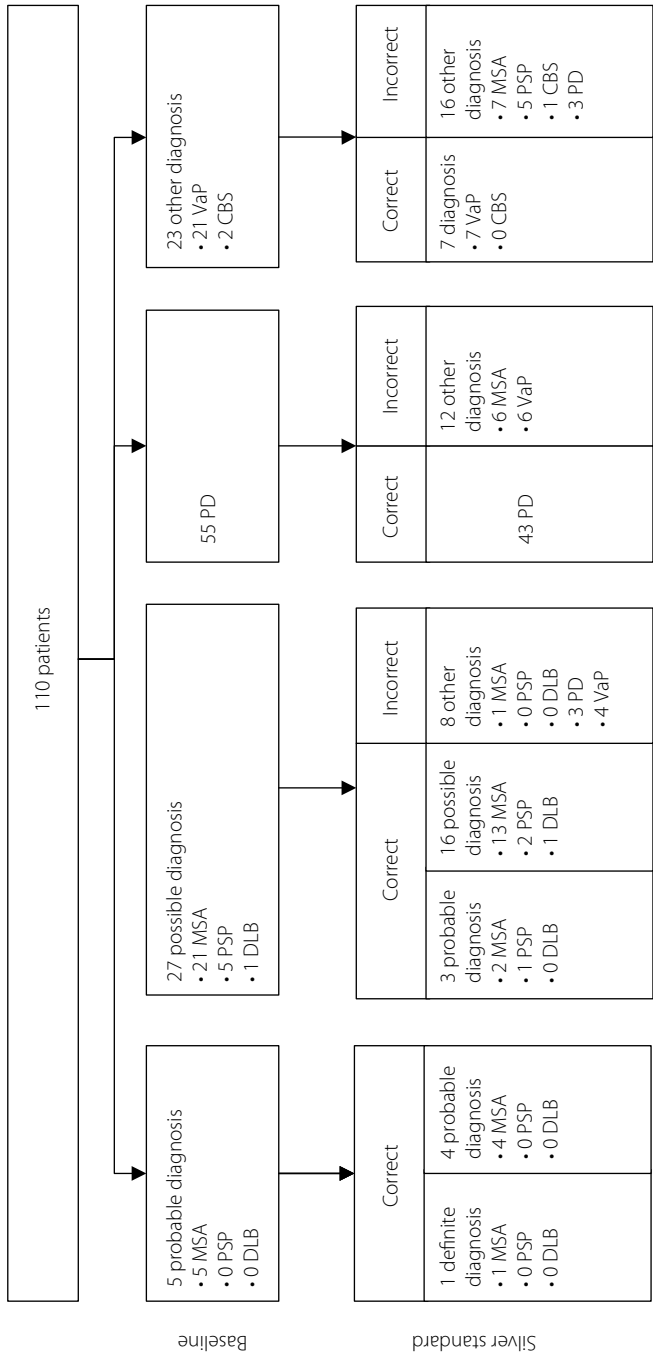 110 patients
Baseline
5 probable diagnosis
• 5 MSA
• 0 PSP
• 0 DLB
27 possible diagnosis
• 21 MSA
• 5 PSP
• 1 DLB
55 PD
23 other diagnosis
• 21 VaP
• 2 CBS
Silver standard
Correct
1 definite
diagnosis
• 1 MSA
• 0 PSP
• 0 DLB
4 probable
diagnosis
• 4 MSA
• 0 PSP
• 0 DLB
Correct
3 probable
diagnosis
• 2 MSA
• 1 PSP
• 0 DLB
16 possible
diagnosis
• 13 MSA
• 2 PSP
• 1 DLB
Incorrect
8 other
diagnosis
• 1 MSA
• 0 PSP
• 0 DLB
• 3 PD
• 4 VaP
Correct
43 PD
Incorrect
12 other
diagnosis
• 6 MSA
• 6 VaP
Correct
7 diagnosis
• 7 VaP
• 0 CBS
Incorrect
16 other
diagnosis
• 7 MSA
• 5 PSP
• 1 CBS
• 3 PD